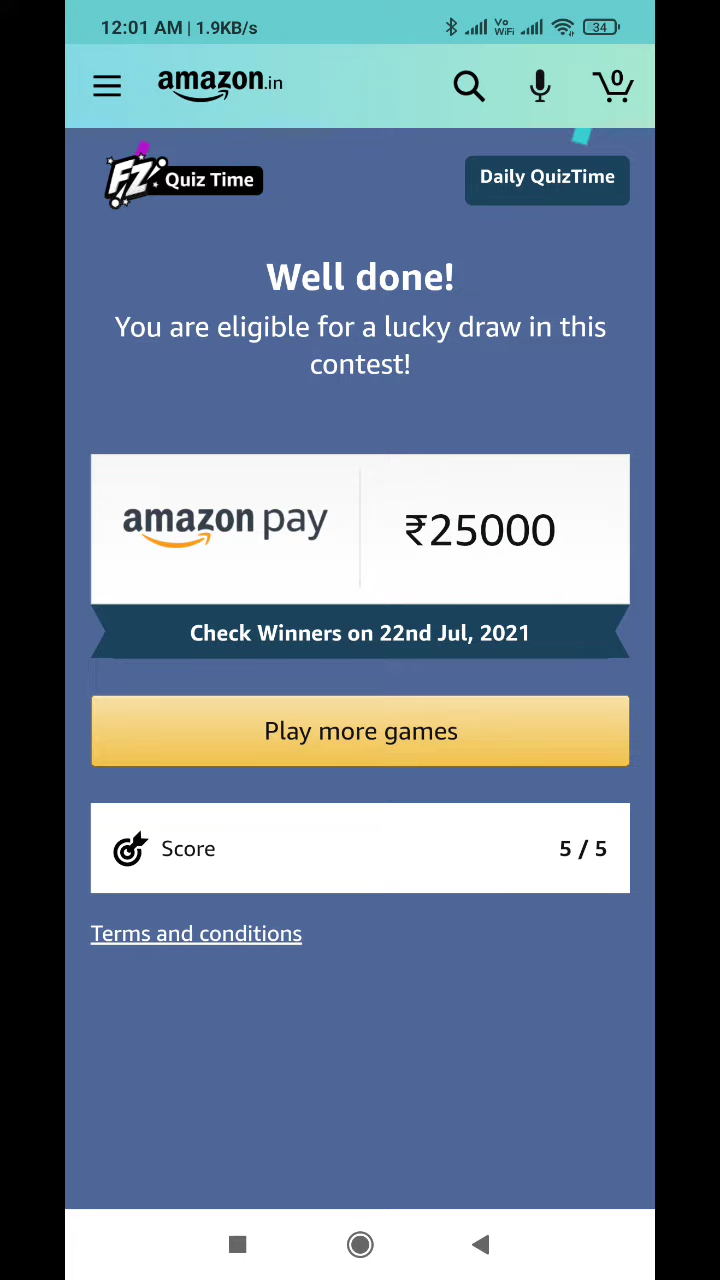 12:01 AM | 1.9KB/s Vo WiFi 34
amazon.in 0
FZ Quiz Time
Daily QuizTime
Well done!
You are eligible for a lucky draw in this
contest!
amazon pay ₹25000
Check Winners on 22nd Jul, 2021
Play more games
Score 5 / 5
Terms and conditions